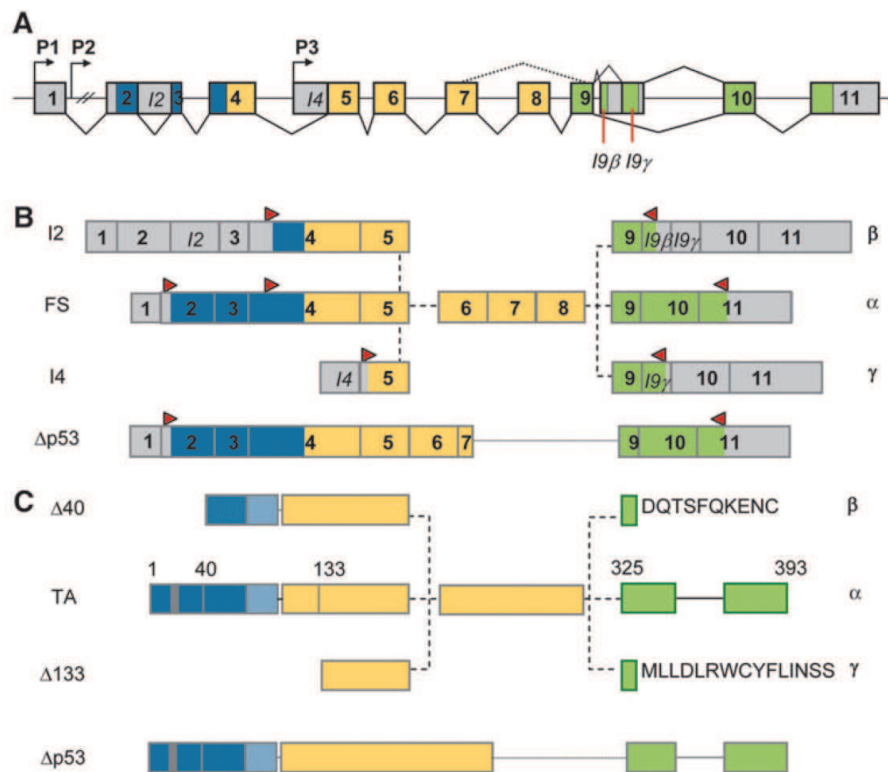 A
P1 P2 P3
1 2 I2 3 4 I4 5 6 7 8 9 10 11
I9β I9γ
B
I2 1 2 I2 3 4 5 9 I9β I9γ 10 11 β
FS 1 2 3 4 5 6 7 8 9 10 11 α
I4 I4 5 9 I9γ 10 11 γ
Δp53 1 2 3 4 5 6 7 9 10 11
C
Δ40 DQTSFQKENC β
1 40 133 325 393
TA α
Δ133 MLLDLRWCYFLINSS γ
Δp53